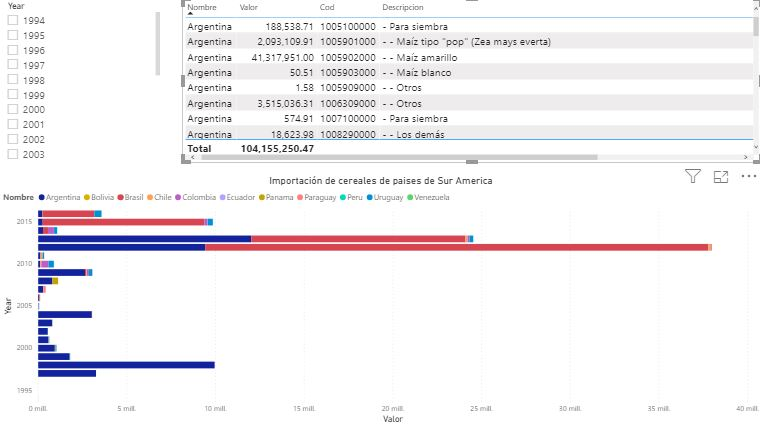 Year
1994
1995
1996
1997
1998
1999
2000
2001
2002
2003
Nombre Valor Cod Descripcion
Argentina 188,538.71 1005100000 - Para siembra
Argentina 2,093,109.91 1005901000 - - Maíz tipo "pop" (Zea mays everta)
Argentina 41,317,951.00 1005902000 - - Maíz amarillo
Argentina 50.51 1005903000 - - Maíz blanco
Argentina 1.58 1005909000 - - Otros
Argentina 3,515,036.31 1006309000 - - Otros
Argentina 574.91 1007100000 - Para siembra
Argentina 18,623.98 1008290000 - - Los demás
Total 104,155,250.47
Importación de cereales de paises de Sur America
Nombre Argentina Bolivia Brasil Chile Colombia Ecuador Panama Paraguay Peru Uruguay Venezuela
Year
2015
2010
2005
2000
1995
0 mill. 5 mill. 10 mill. 15 mill. 20 mill. 25 mill. 30 mill. 35 mill. 40 mill.
Valor